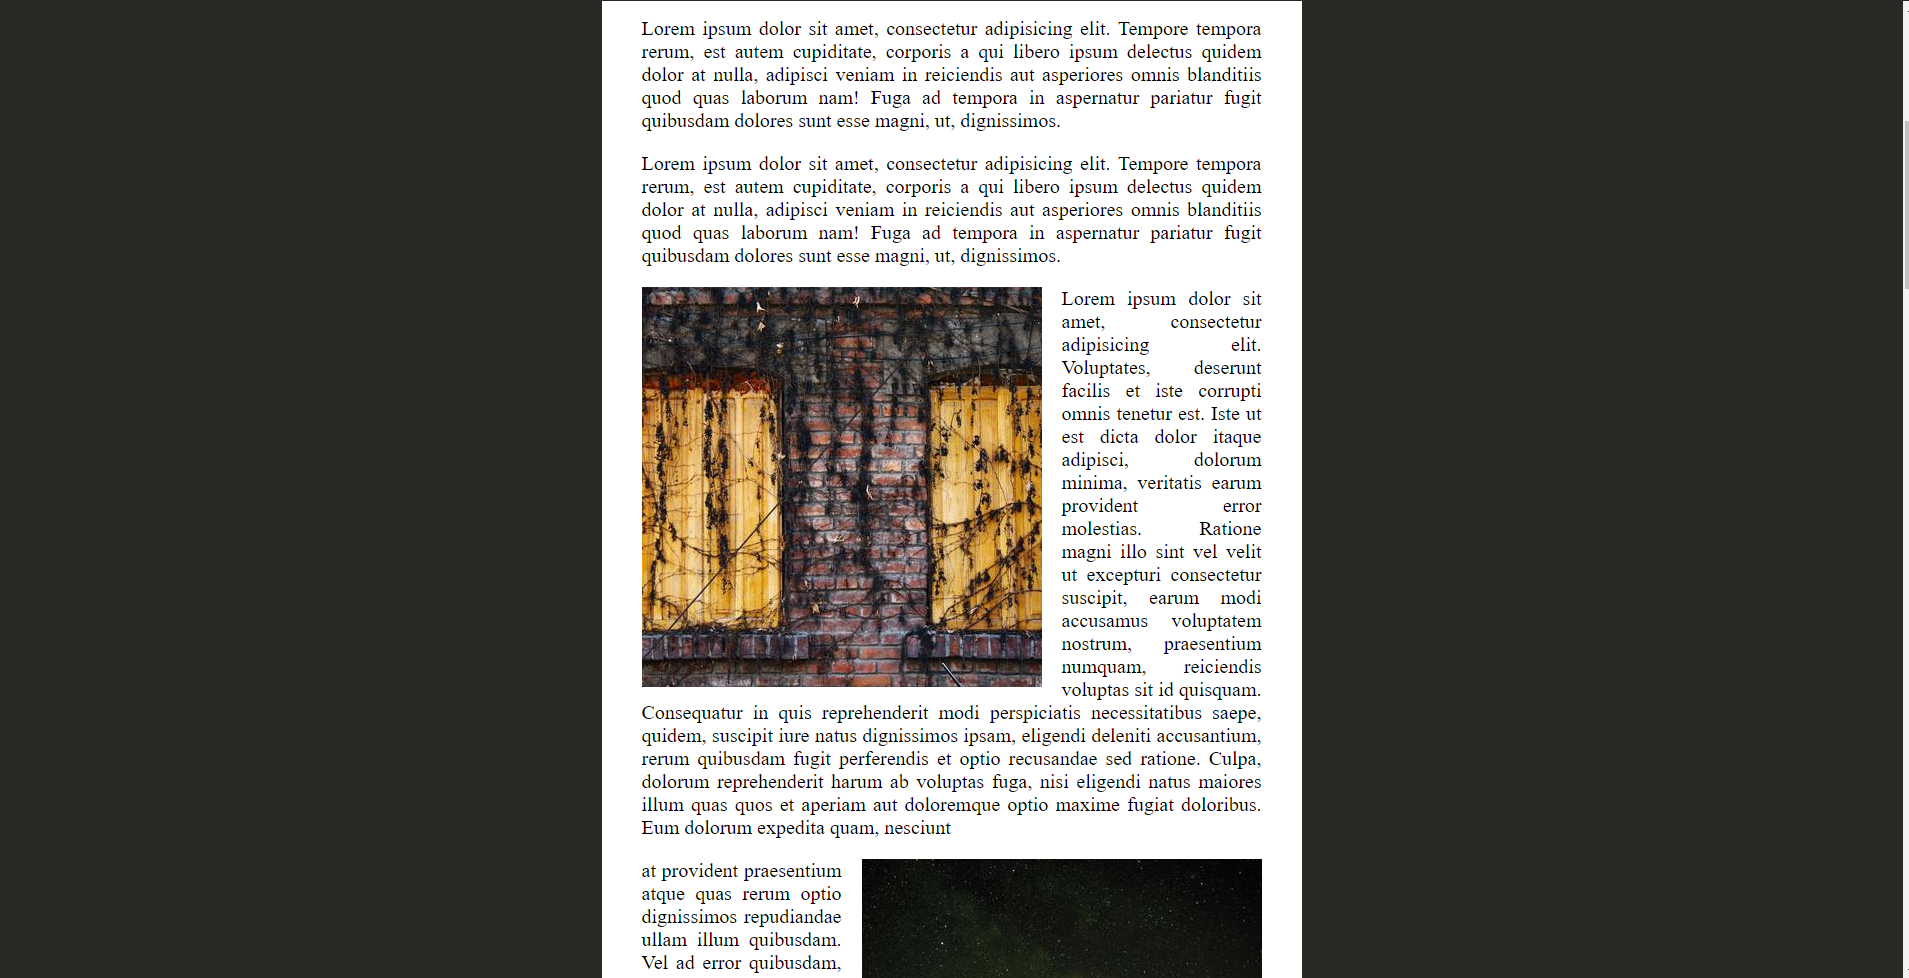 Lorem ipsum dolor sit amet, consectetur adipisicing elit. Tempore tempora
rerum, est autem cupiditate, corporis a qui libero ipsum delectus quidem
dolor at nulla, adipisci veniam in reiciendis aut asperiores omnis blanditiis
quod quas laborum nam! Fuga ad tempora in aspernatur pariatur fugit
quibusdam dolores sunt esse magni, ut, dignissimos.
Lorem ipsum dolor sit amet, consectetur adipisicing elit. Tempore tempora
rerum, est autem cupiditate, corporis a qui libero ipsum delectus quidem
dolor at nulla, adipisci veniam in reiciendis aut asperiores omnis blanditiis
quod quas laborum nam! Fuga ad tempora in aspernatur pariatur fugit
quibusdam dolores sunt esse magni, ut, dignissimos.
Lorem ipsum dolor sit
amet, consectetur
adipisicing elit.
Voluptates, deserunt
facilis et iste corrupti
omnis tenetur est. Iste ut
est dicta dolor itaque
adipisci, dolorum
minima, veritatis earum
provident error
molestias. Ratione
magni illo sint vel velit
ut excepturi consectetur
suscipit, earum modi
accusamus voluptatem
nostrum, praesentium
numquam, reiciendis
voluptas sit id quisquam.
Consequatur in quis reprehenderit modi perspiciatis necessitatibus saepe,
quidem, suscipit iure natus dignissimos ipsam, eligendi deleniti accusantium,
rerum quibusdam fugit perferendis et optio recusandae sed ratione. Culpa,
dolorum reprehenderit harum ab voluptas fuga, nisi eligendi natus maiores
illum quas quos et aperiam aut doloremque optio maxime fugiat doloribus.
Eum dolorum expedita quam, nesciunt
at provident praesentium
atque quas rerum optio
dignissimos repudiandae
ullam illum quibusdam.
Vel ad error quibusdam,